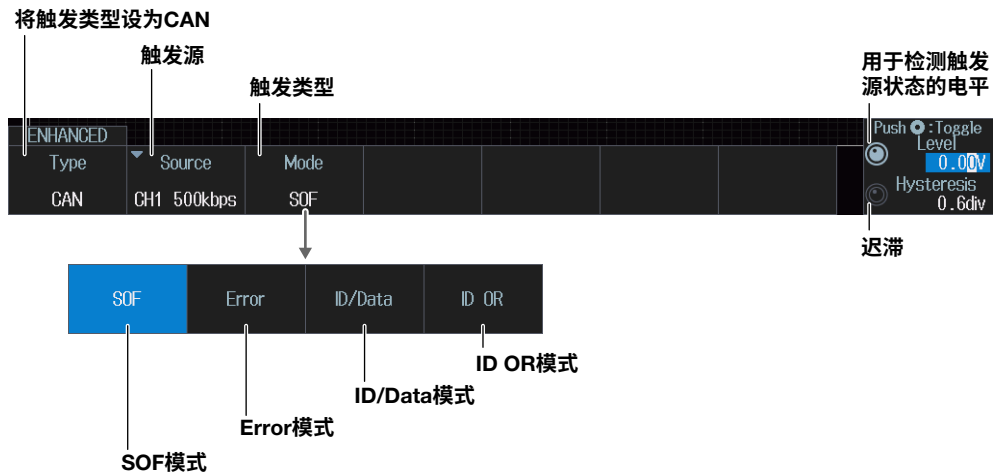 将触发类型设为CAN
触发源
触发类型
用于检测触发
源状态的电平
ENHANCED
Type
CAN
Source
CH1 500kbps
Mode
SOF
Push :Toggle
Level
0.00V
Hysteresis
0.6div
迟滞
SOF
Error
ID/Data
ID OR
ID OR模式
ID/Data模式
Error模式
SOF模式